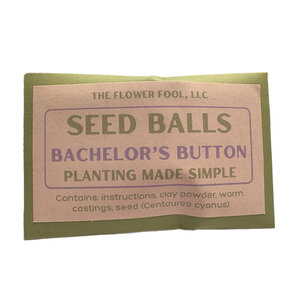 THE FLOWER FOOL, LLC
SEED BALLS
BACHELOR'S BUTTON
PLANTING MADE SIMPLE
Contains: instructions, clay powder, worm
castings, seed (Centaurea cyanus)